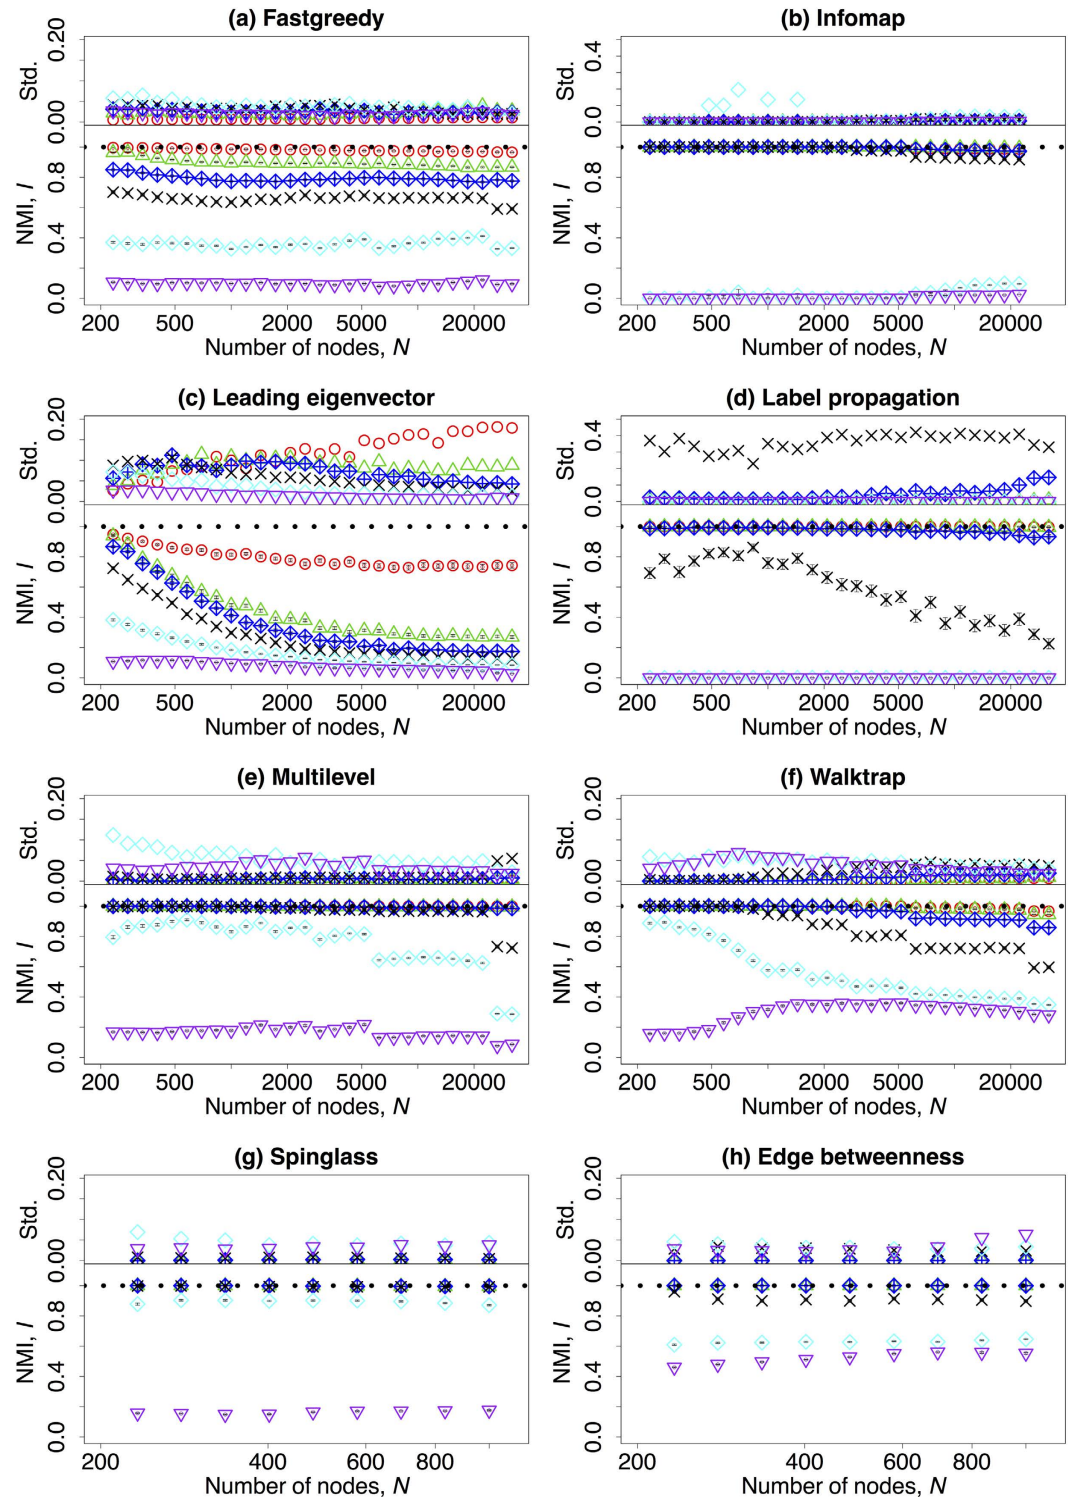 (a) Fastgreedy
Std.
0.20
0.00
NMI, I
0.8
0.4
0.0
200 500 2000 5000 20000
Number of nodes, N
(b) Infomap
Std.
0.4
0.0
NMI, I
0.8
0.4
0.0
200 500 2000 5000 20000
Number of nodes, N
(c) Leading eigenvector
Std.
0.20
0.00
NMI, I
0.8
0.4
0.0
200 500 2000 5000 20000
Number of nodes, N
(d) Label propagation
Std.
0.4
0.0
NMI, I
0.8
0.4
0.0
200 500 2000 5000 20000
Number of nodes, N
(e) Multilevel
Std.
0.20
0.00
NMI, I
0.8
0.4
0.0
200 500 2000 5000 20000
Number of nodes, N
(f) Walktrap
Std.
0.20
0.00
NMI, I
0.8
0.4
0.0
200 500 2000 5000 20000
Number of nodes, N
(g) Spinglass
Std.
0.20
0.00
NMI, I
0.8
0.4
0.0
200 400 600 800
Number of nodes, N
(h) Edge betweenness
Std.
0.20
0.00
NMI, I
0.8
0.4
0.0
200 400 600 800
Number of nodes, N